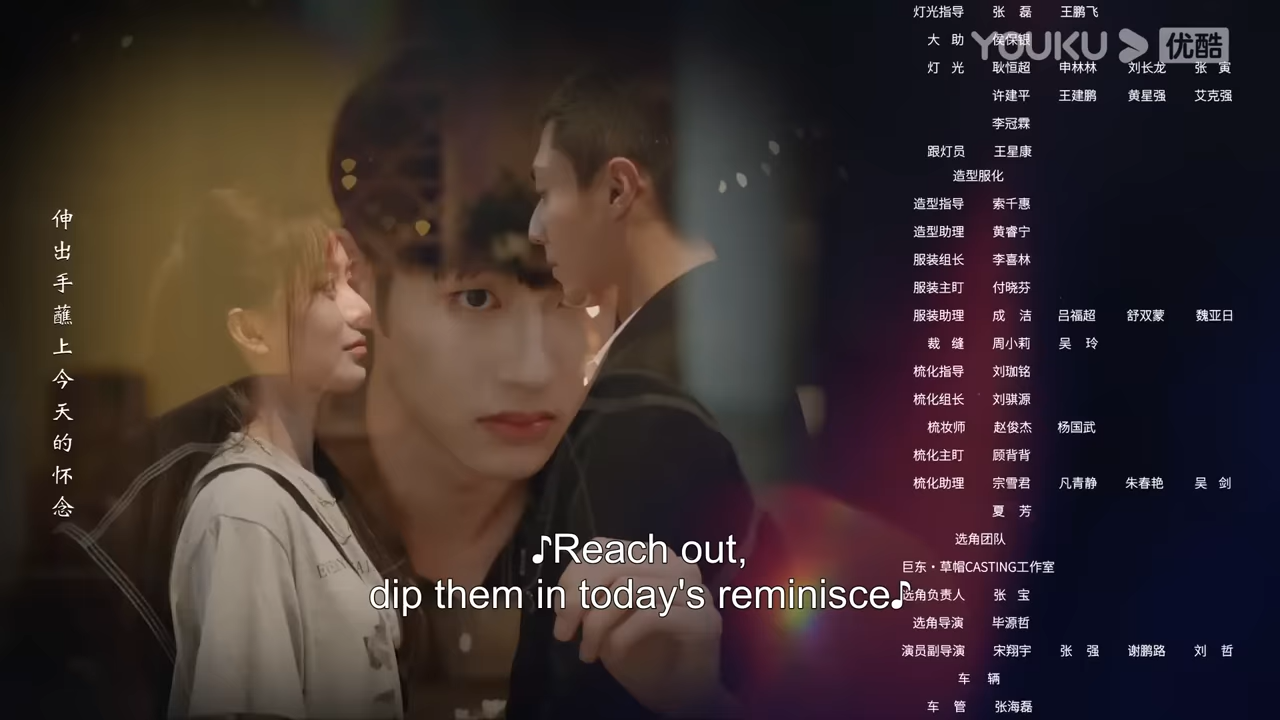 伸出手蘸上今天的怀念
♪Reach out,
dip them in today's reminisce♪
YOUKU 优酷
灯光指导 张 磊 王鹏飞
大 助 侯保银
灯 光 耿恒超 申林林 刘长龙 张 寅
许建平 王建鹏 黄星强 艾克强
李冠霖
跟灯员 王星康
造型服化
造型指导 索千惠
造型助理 黄睿宁
服装组长 李喜林
服装主盯 付晓芬
服装助理 成 洁 吕福超 舒双蒙 魏亚日
裁 缝 周小莉 吴 玲
梳化指导 刘珈铭
梳化组长 刘骐源
梳妆师 赵俊杰 杨国武
梳化主盯 顾背背
梳化助理 宗雪君 凡青静 朱春艳 吴 剑
夏 芳
选角团队
巨东·草帽CASTING工作室
选角负责人 张 宝
选角导演 毕源哲
演员副导演 宋翔宇 张 强 谢鹏路 刘 哲
车 辆
车 管 张海磊